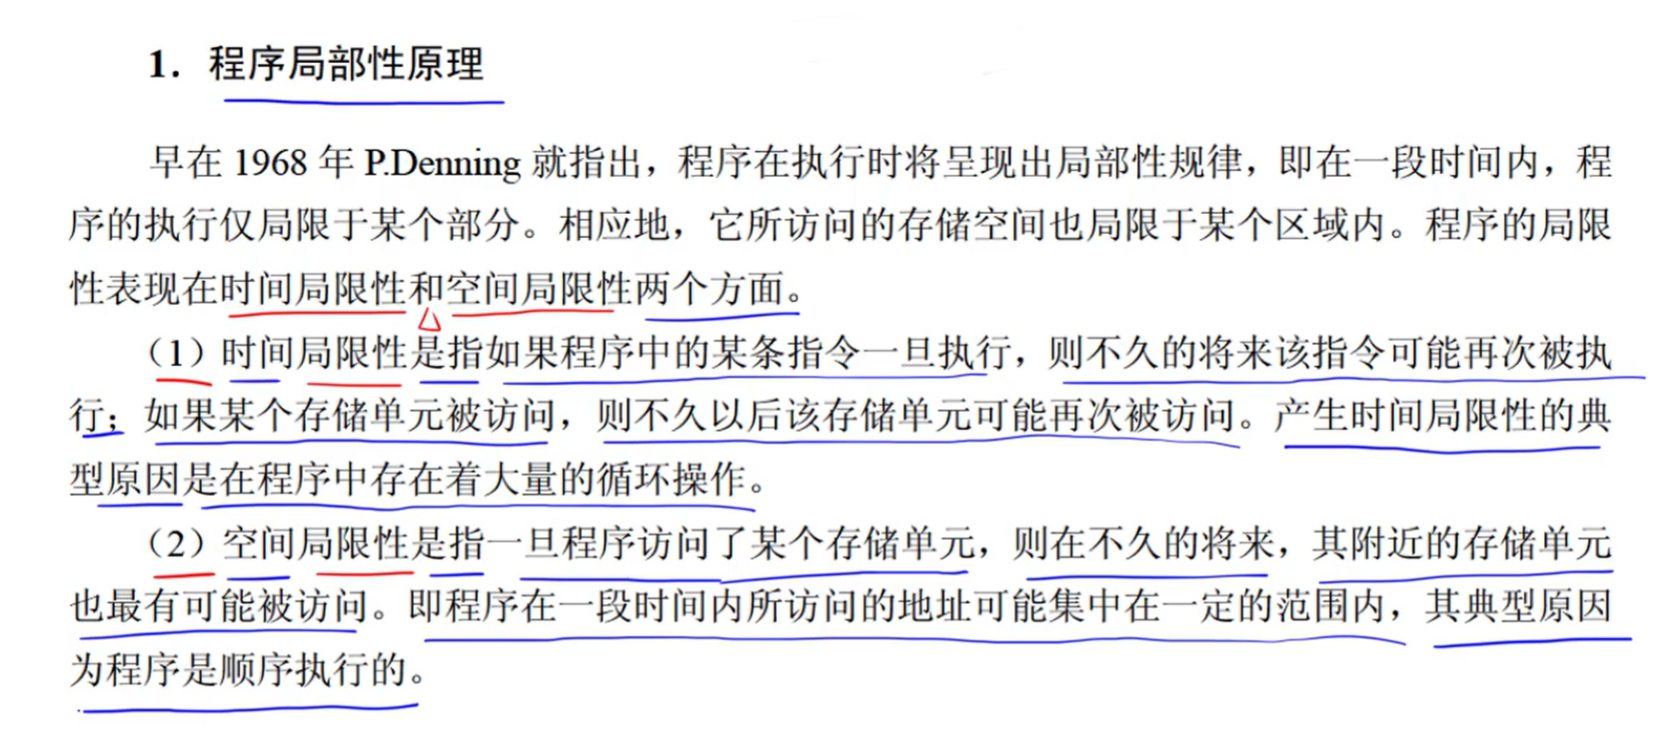 1. 程序局部性原理
早在 1968 年 P.Denning 就指出，程序在执行时将呈现出局部性规律，即在一段时间内，程
序的执行仅局限于某个部分。相应地，它所访问的存储空间也局限于某个区域内。程序的局限
性表现在时间局限性和空间局限性两个方面。
（1）时间局限性是指如果程序中的某条指令一旦执行，则不久的将来该指令可能再次被执
行；如果某个存储单元被访问，则不久以后该存储单元可能再次被访问。产生时间局限性的典
型原因是在程序中存在着大量的循环操作。
（2）空间局限性是指一旦程序访问了某个存储单元，则在不久的将来，其附近的存储单元
也最有可能被访问。即程序在一段时间内所访问的地址可能集中在一定的范围内，其典型原因
为程序是顺序执行的。